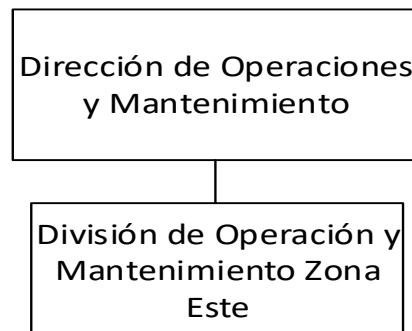 Dirección de Operaciones
y Mantenimiento
División de Operación y
Mantenimiento Zona
Este